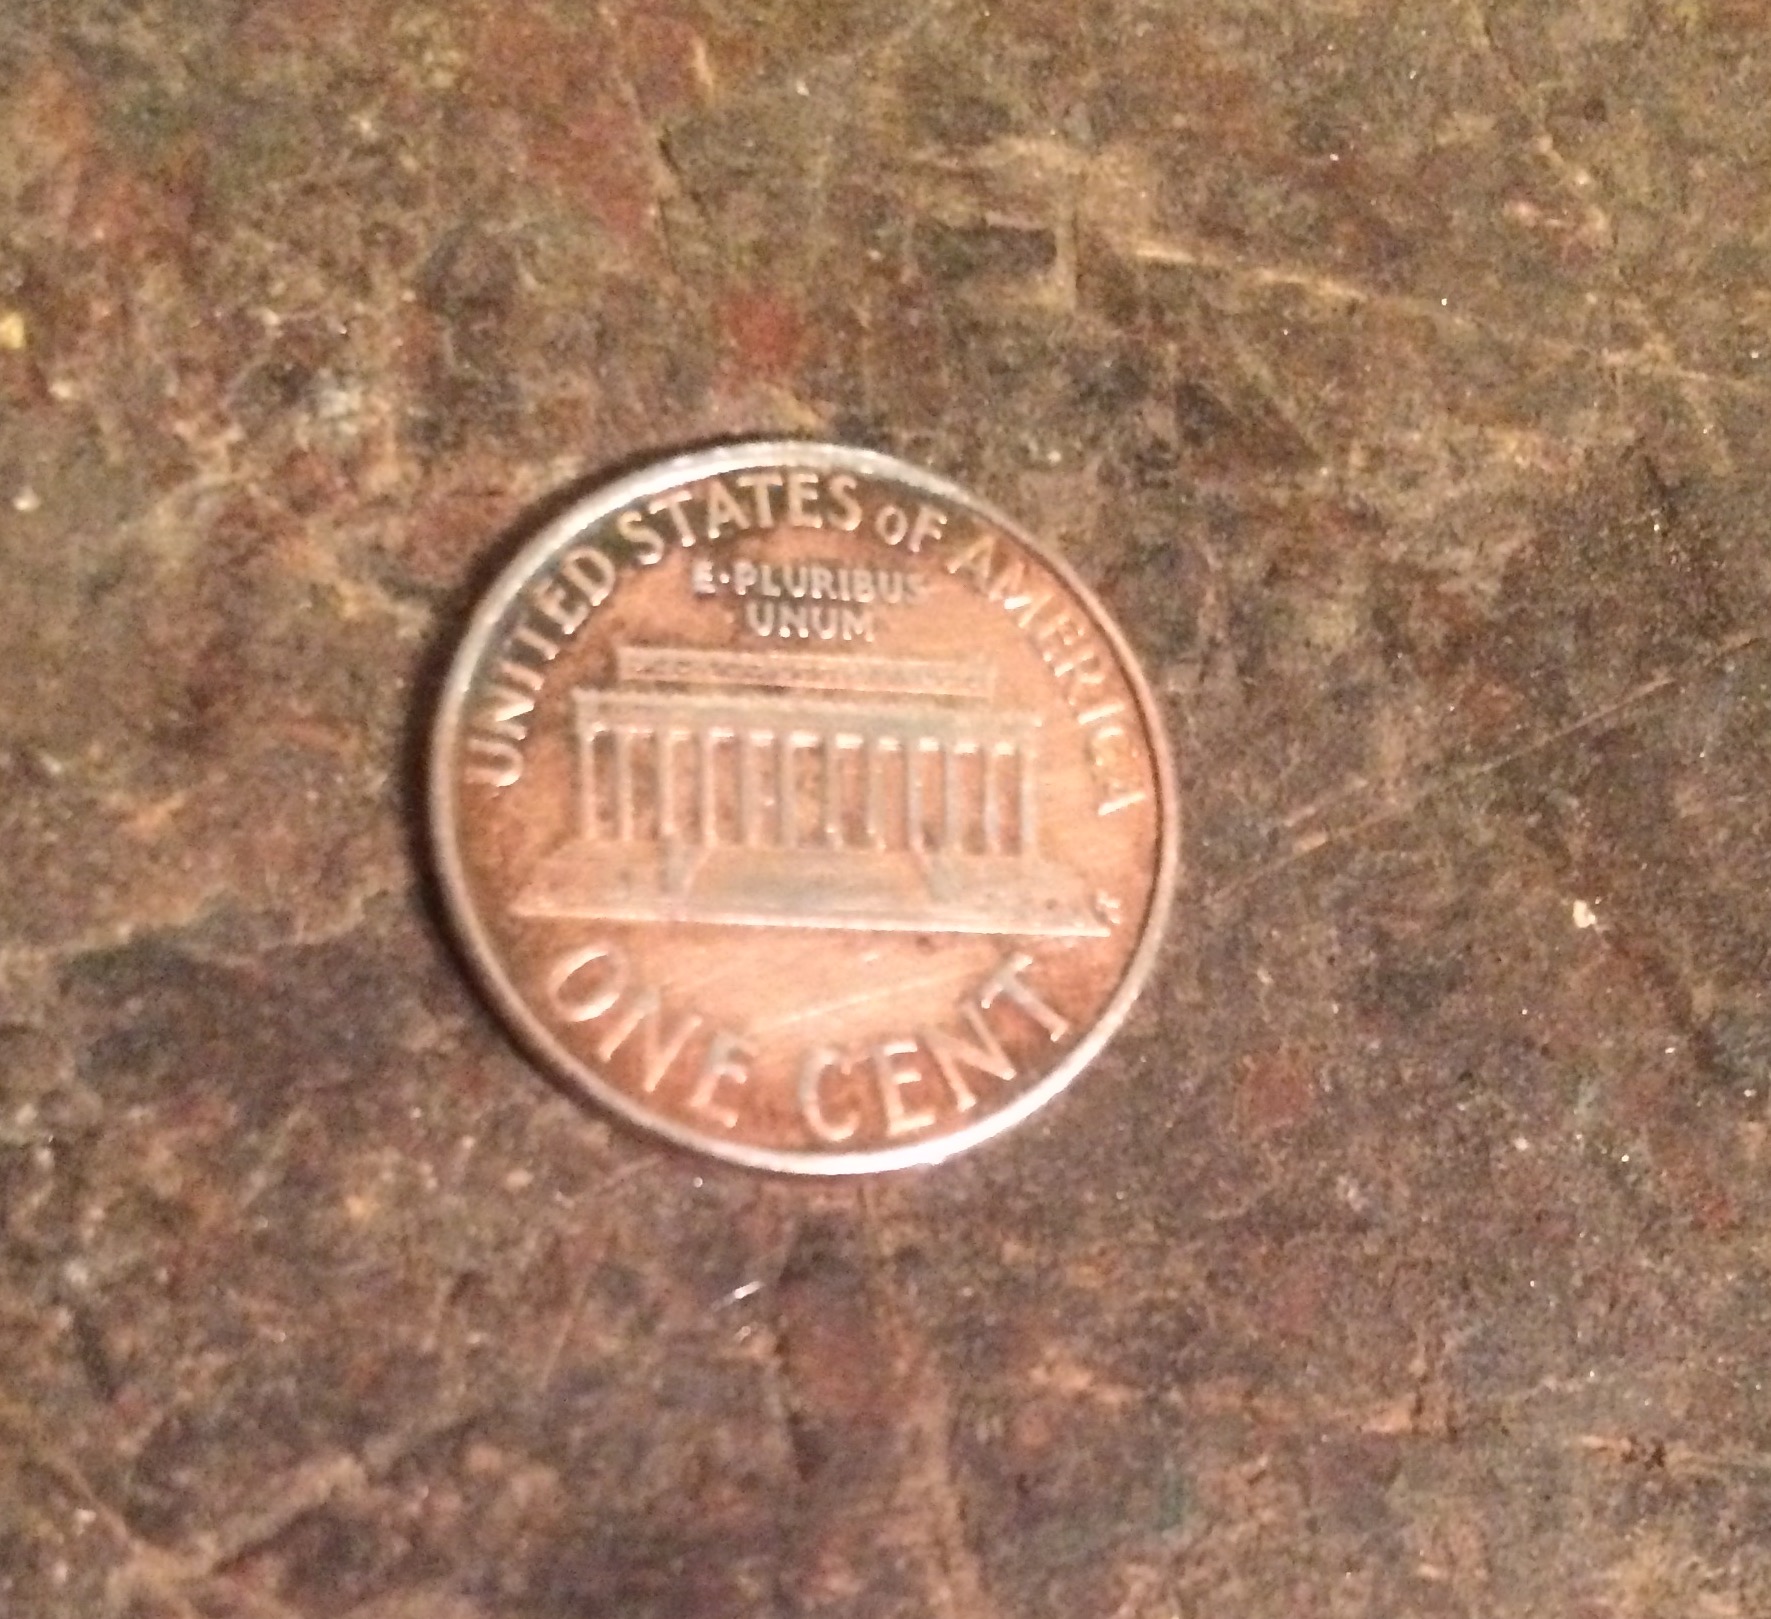 UNITED STATES OF AMERICA
E·PLURIBUS
UNUM
ONE CENT